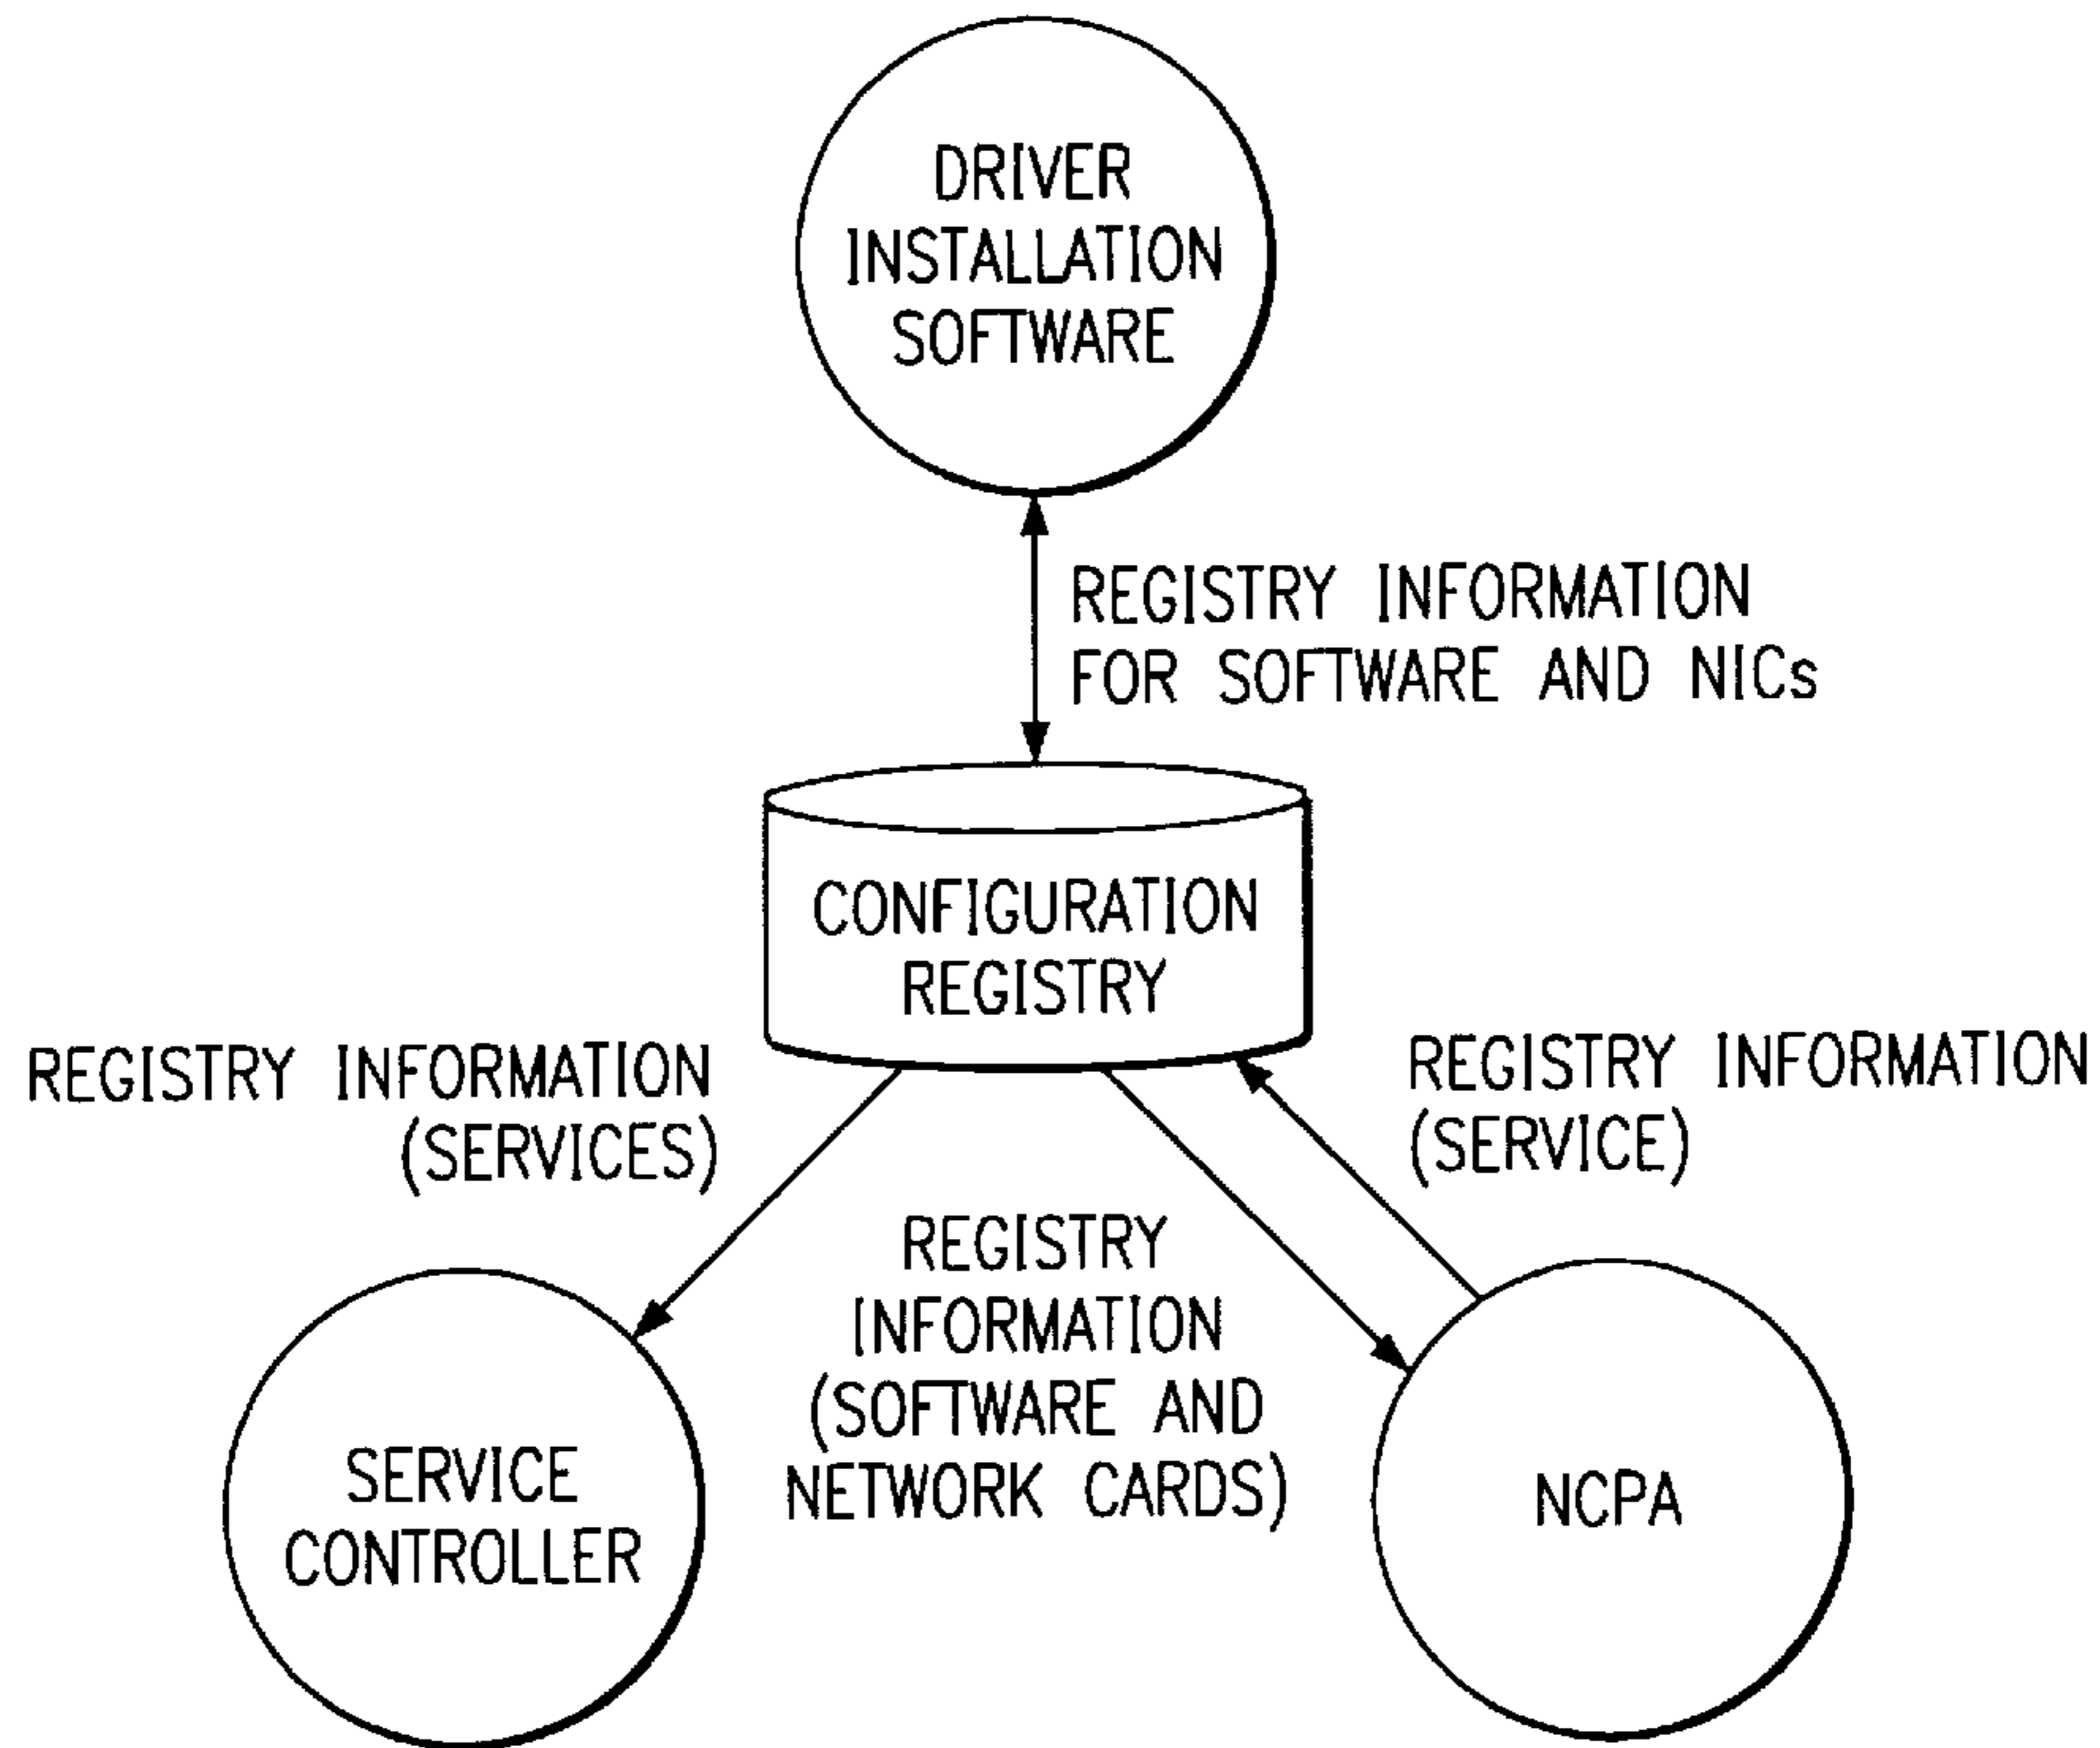 DRIVER
INSTALLATION
SOFTWARE
REGISTRY INFORMATION
FOR SOFTWARE AND NICs
CONFIGURATION
REGISTRY
REGISTRY INFORMATION
(SERVICES)
REGISTRY INFORMATION
(SERVICE)
REGISTRY
INFORMATION
(SOFTWARE AND
NETWORK CARDS)
SERVICE
CONTROLLER
NCPA